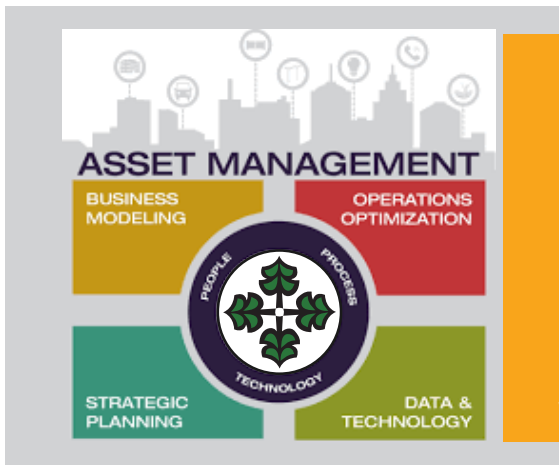 ASSET MANAGEMENT
BUSINESS
MODELING
OPERATIONS
OPTIMIZATION
PEOPLE
PROCESS
TECHNOLOGY
STRATEGIC
PLANNING
DATA &
TECHNOLOGY